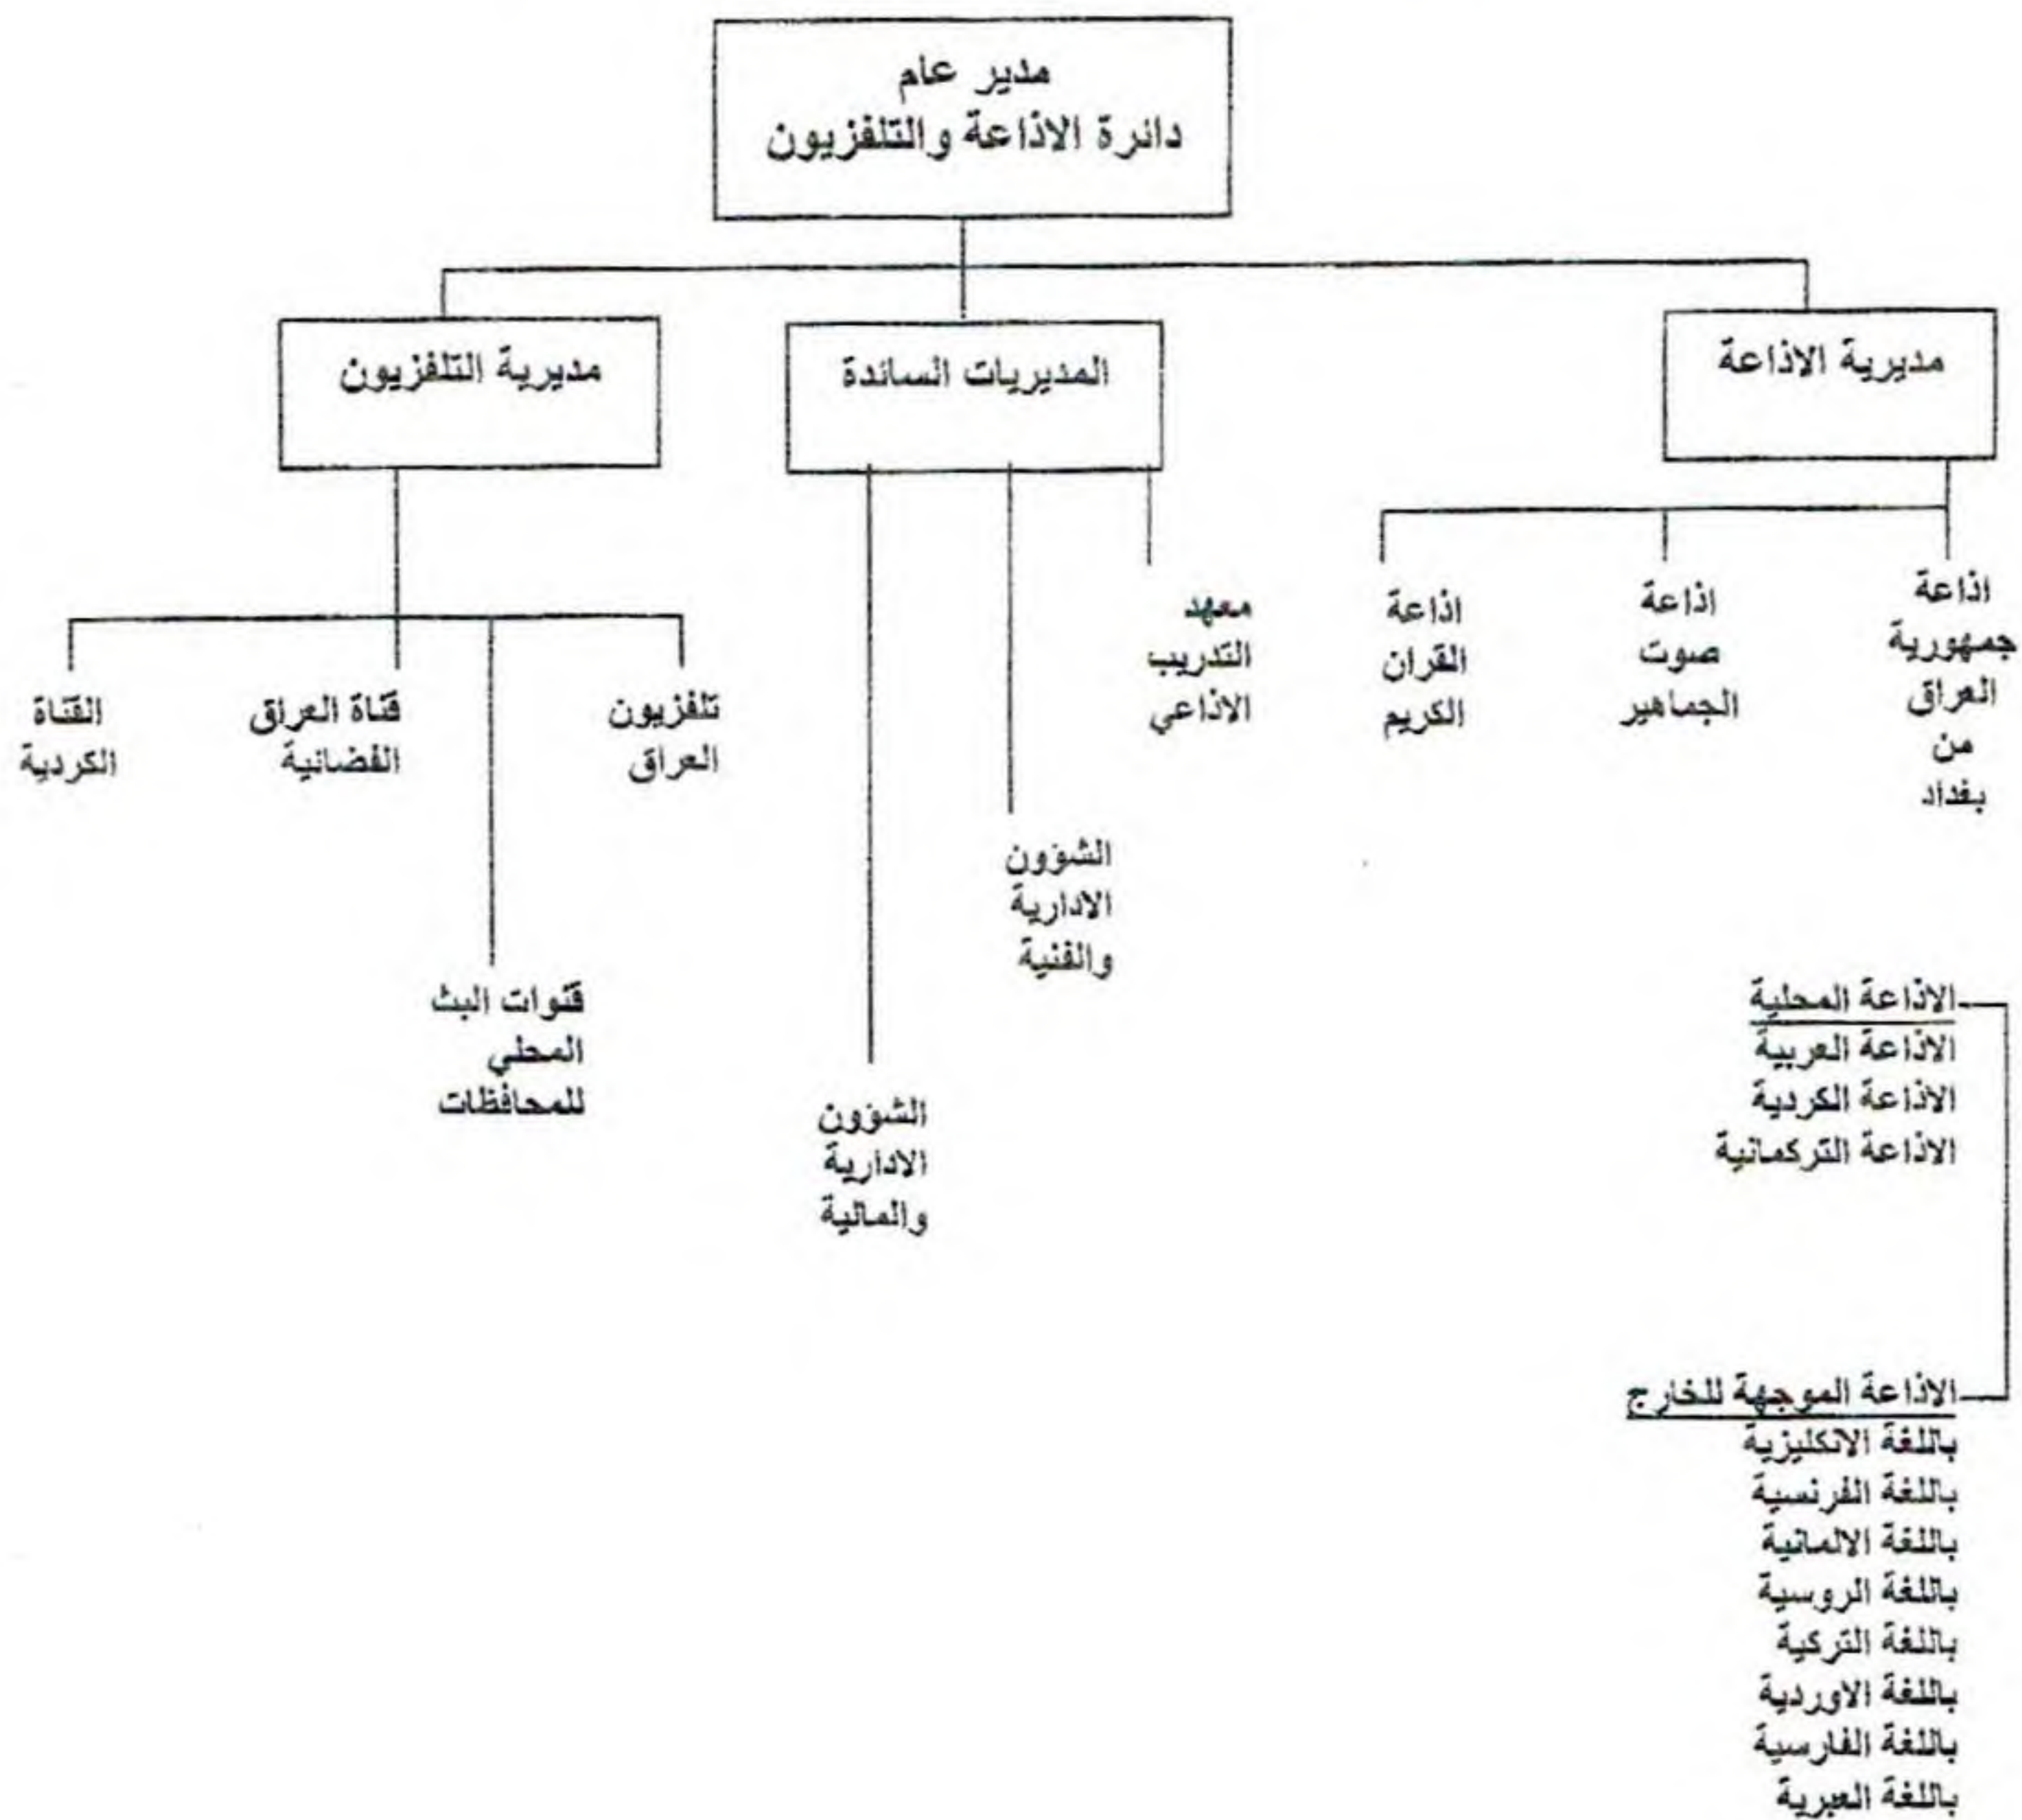 مدير عام
دائرة الاذاعة والتلفزيون
مديرية الاذاعة
المديريات الساندة
مديرية التلفزيون
اذاعة
جمهورية
العراق
من
بغداد
اذاعة
صوت
الجماهير
اذاعة
القران
الكريم
معهد
التدريب
الاذاعي
الشؤون
الادارية
والفنية
الشؤون
الادارية
والمالية
تلفزيون
العراق
قنوات البث
المحلي
للمحافظات
قناة العراق
الفضائية
القناة
الكردية
الاذاعة المحلية
الاذاعة العربية
الاذاعة الكردية
الاذاعة التركمانية
الاذاعة الموجهة للخارج
باللغة الانكليزية
باللغة الفرنسية
باللغة الالمانية
باللغة الروسية
باللغة التركية
باللغة الاوردية
باللغة الفارسية
باللغة العبرية